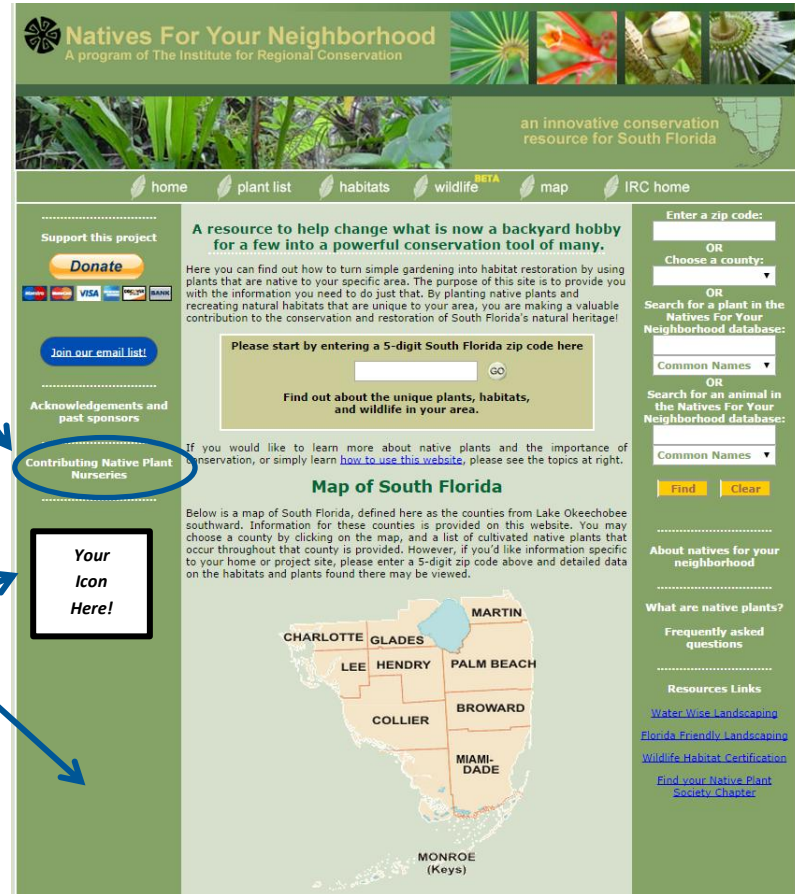 Natives For Your Neighborhood
A program of The Institute for Regional Conservation
an innovative conservation
resource for South Florida
home
plant list
habitats
wildlife BETA
map
IRC home
Support this project
Donate
VISA
BANK
Join our email list!
Acknowledgements and
past sponsors
Contributing Native Plant
Nurseries
Your
Icon
Here!
A resource to help change what is now a backyard hobby
for a few into a powerful conservation tool of many.
Here you can find out how to turn simple gardening into habitat restoration by using
plants that are native to your specific area. The purpose of this site is to provide you
with the information you need to do just that. By planting native plants and
recreating natural habitats that are unique to your area, you are making a valuable
contribution to the conservation and restoration of South Florida's natural heritage!
Please start by entering a 5-digit South Florida zip code here
GO
Find out about the unique plants, habitats,
and wildlife in your area.
If you would like to learn more about native plants and the importance of
conservation, or simply learn how to use this website, please see the topics at right.
Map of South Florida
Below is a map of South Florida, defined here as the counties from Lake Okeechobee
southward. Information for these counties is provided on this website. You may
choose a county by clicking on the map, and a list of cultivated native plants that
occur throughout that county is provided. However, if you'd like information specific
to your home or project site, please enter a 5-digit zip code above and detailed data
on the habitats and plants found there may be viewed.
MARTIN
CHARLOTTE
GLADES
LEE
HENDRY
PALM BEACH
BROWARD
COLLIER
MIAMI-
DADE
MONROE
(Keys)
Enter a zip code:
OR
Choose a county:
OR
Search for a plant in the
Natives For Your
Neighborhood database:
Common Names
OR
Search for an animal in
the Natives For Your
Neighborhood database:
Common Names
Find
Clear
About natives for your
neighborhood
What are native plants?
Frequently asked
questions
Resources Links
Water Wise Landscaping
Florida Friendly Landscaping
Wildlife Habitat Certification
Find your Native Plant
Society Chapter